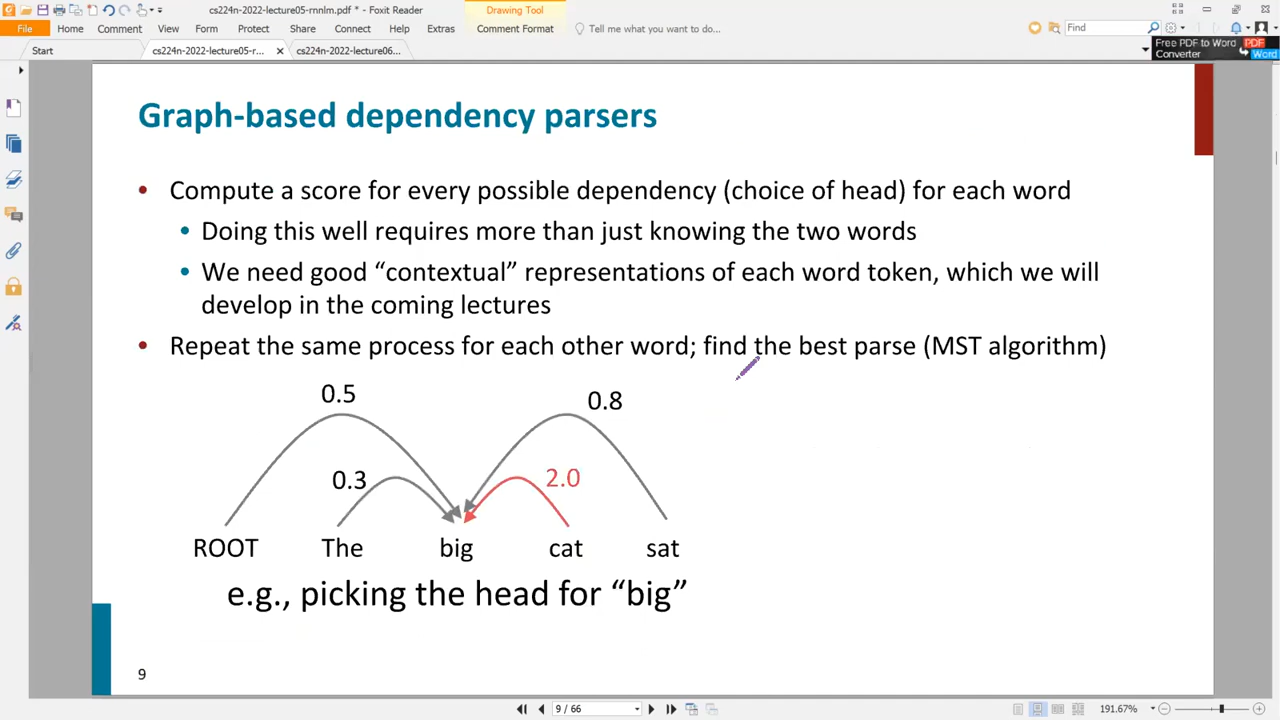 cs224n-2022-lecture05-rnnlm.pdf * - Foxit Reader
Drawing Tool
File
Home
Comment
View
Form
Protect
Share
Connect
Help
Extras
Comment Format
Tell me what you want to do...
Find
Start
cs224n-2022-lecture05-r...
cs224n-2022-lecture06...
Free PDF to Word Converter
PDF
Word
Graph-based dependency parsers
• Compute a score for every possible dependency (choice of head) for each word
• Doing this well requires more than just knowing the two words
• We need good “contextual” representations of each word token, which we will
develop in the coming lectures
• Repeat the same process for each other word; find the best parse (MST algorithm)
0.5
0.8
0.3
2.0
ROOT The big cat sat
e.g., picking the head for “big”
9
9 / 66
191.67%